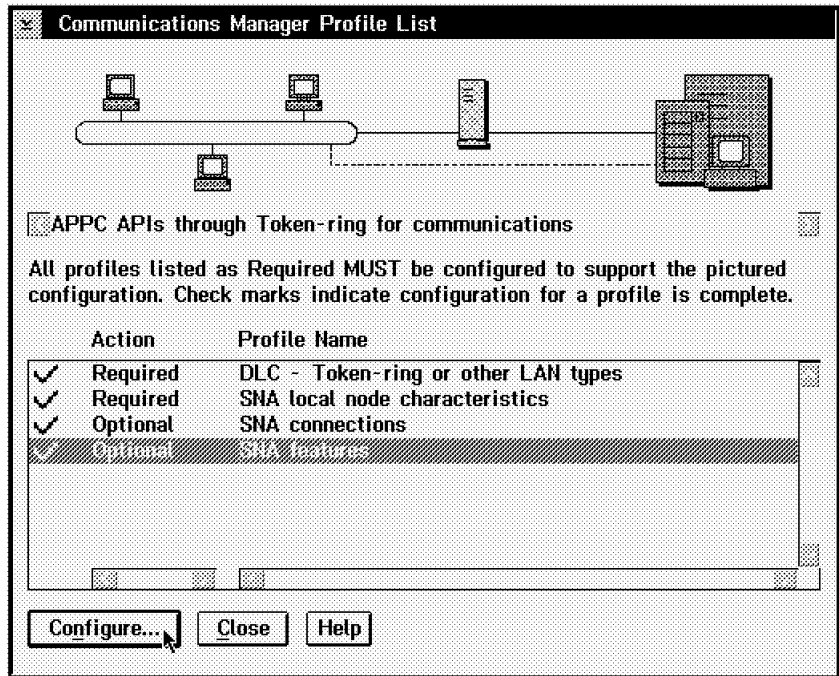 Communications Manager Profile List
APPC APIs through Token-ring for communications
All profiles listed as Required MUST be configured to support the pictured
configuration. Check marks indicate configuration for a profile is complete.
Action Profile Name
Required DLC - Token-ring or other LAN types
Required SNA local node characteristics
Optional SNA connections
Optional SNA features
Configure... Close Help